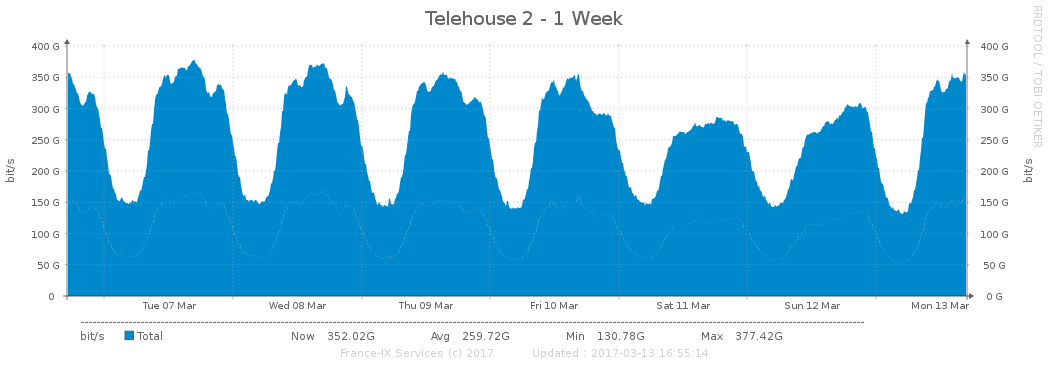 Telehouse 2 - 1 Week
RRDTOOL / TOBI OETIKER
400 G 400 G
350 G 350 G
300 G 300 G
250 G 250 G
200 G 200 G
150 G 150 G
100 G 100 G
50 G 50 G
0 0 G
bit/s bit/s
Tue 07 Mar Wed 08 Mar Thu 09 Mar Fri 10 Mar Sat 11 Mar Sun 12 Mar Mon 13 Mar
bit/s Total Now 352.02G Avg 259.72G Min 130.78G Max 377.42G
France-IX Services (c) 2017 Updated : 2017-03-13 16:55:14